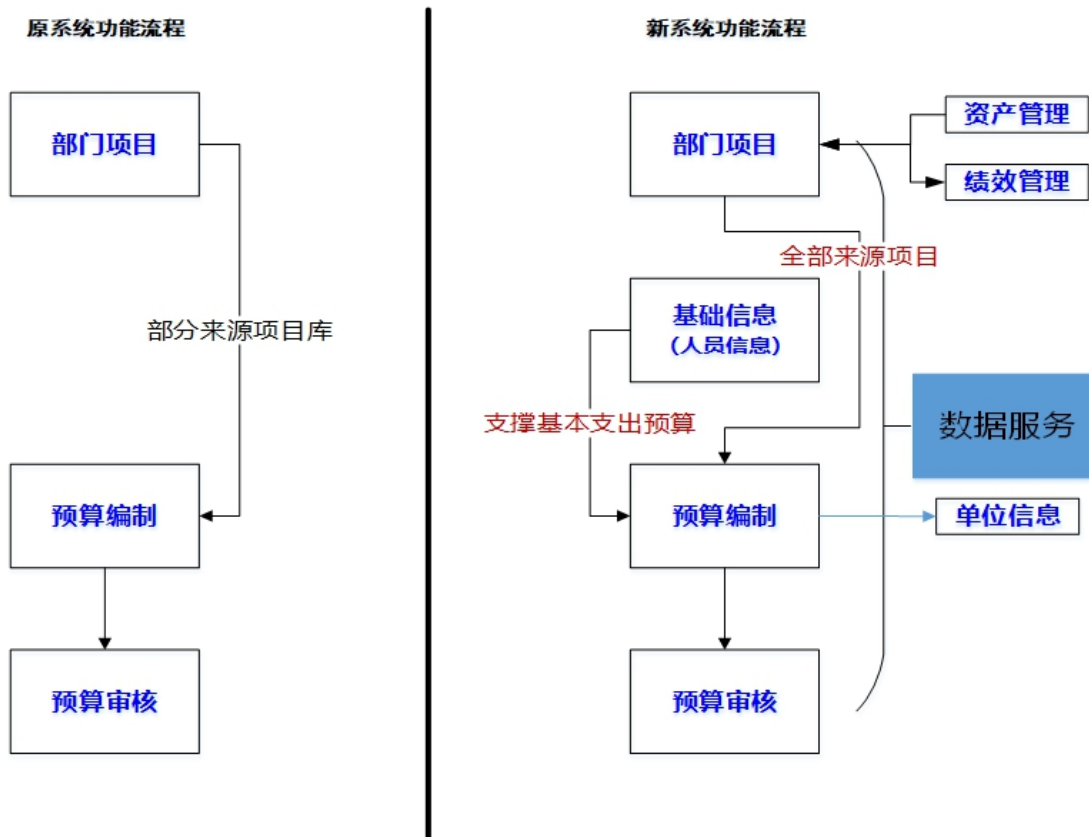 原系统功能流程
部门项目
部分来源项目库
预算编制
预算审核
新系统功能流程
部门项目
资产管理
绩效管理
全部来源项目
基础信息
(人员信息)
支撑基本支出预算
数据服务
预算编制
单位信息
预算审核